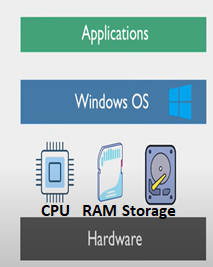 Applications
Windows OS
CPU RAM Storage
Hardware